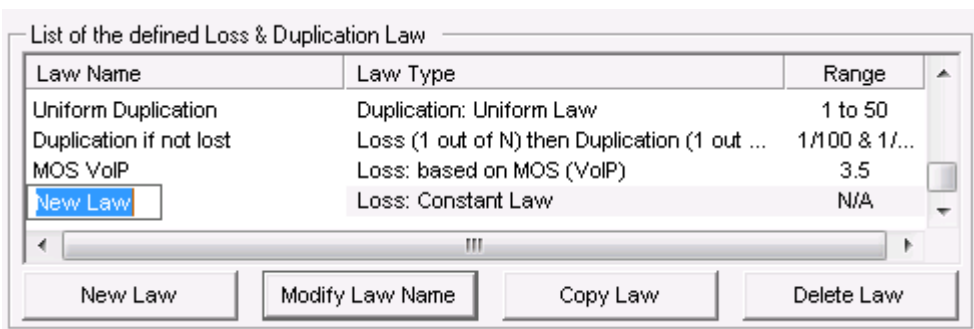 List of the defined Loss & Duplication Law
Law Name Law Type Range
Uniform Duplication Duplication: Uniform Law 1 to 50
Duplication if not lost Loss (1 out of N) then Duplication (1 out ... 1/100 & 1/...
MOS VoIP Loss: based on MOS (VoIP) 3.5
New Law Loss: Constant Law N/A
New Law Modify Law Name Copy Law Delete Law